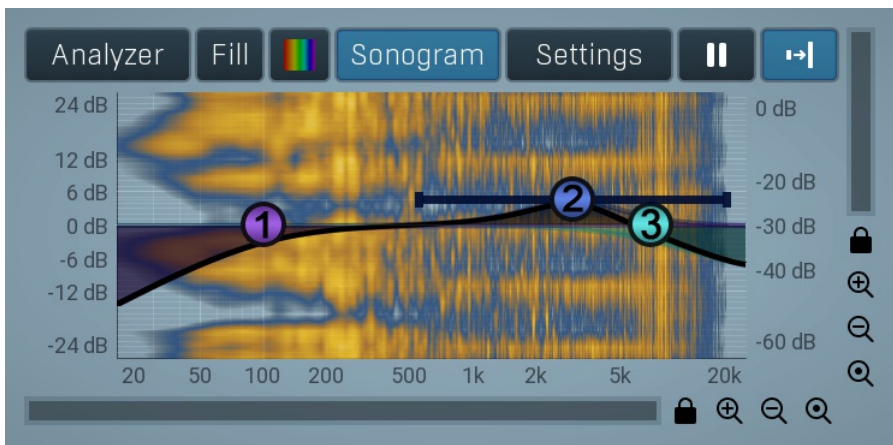 Analyzer Fill Sonogram Settings
24 dB 0 dB
12 dB
6 dB -20 dB
0 dB -30 dB
-6 dB -40 dB
-12 dB
-24 dB -60 dB
1 2 3
20 50 100 200 500 1k 2k 5k 20k